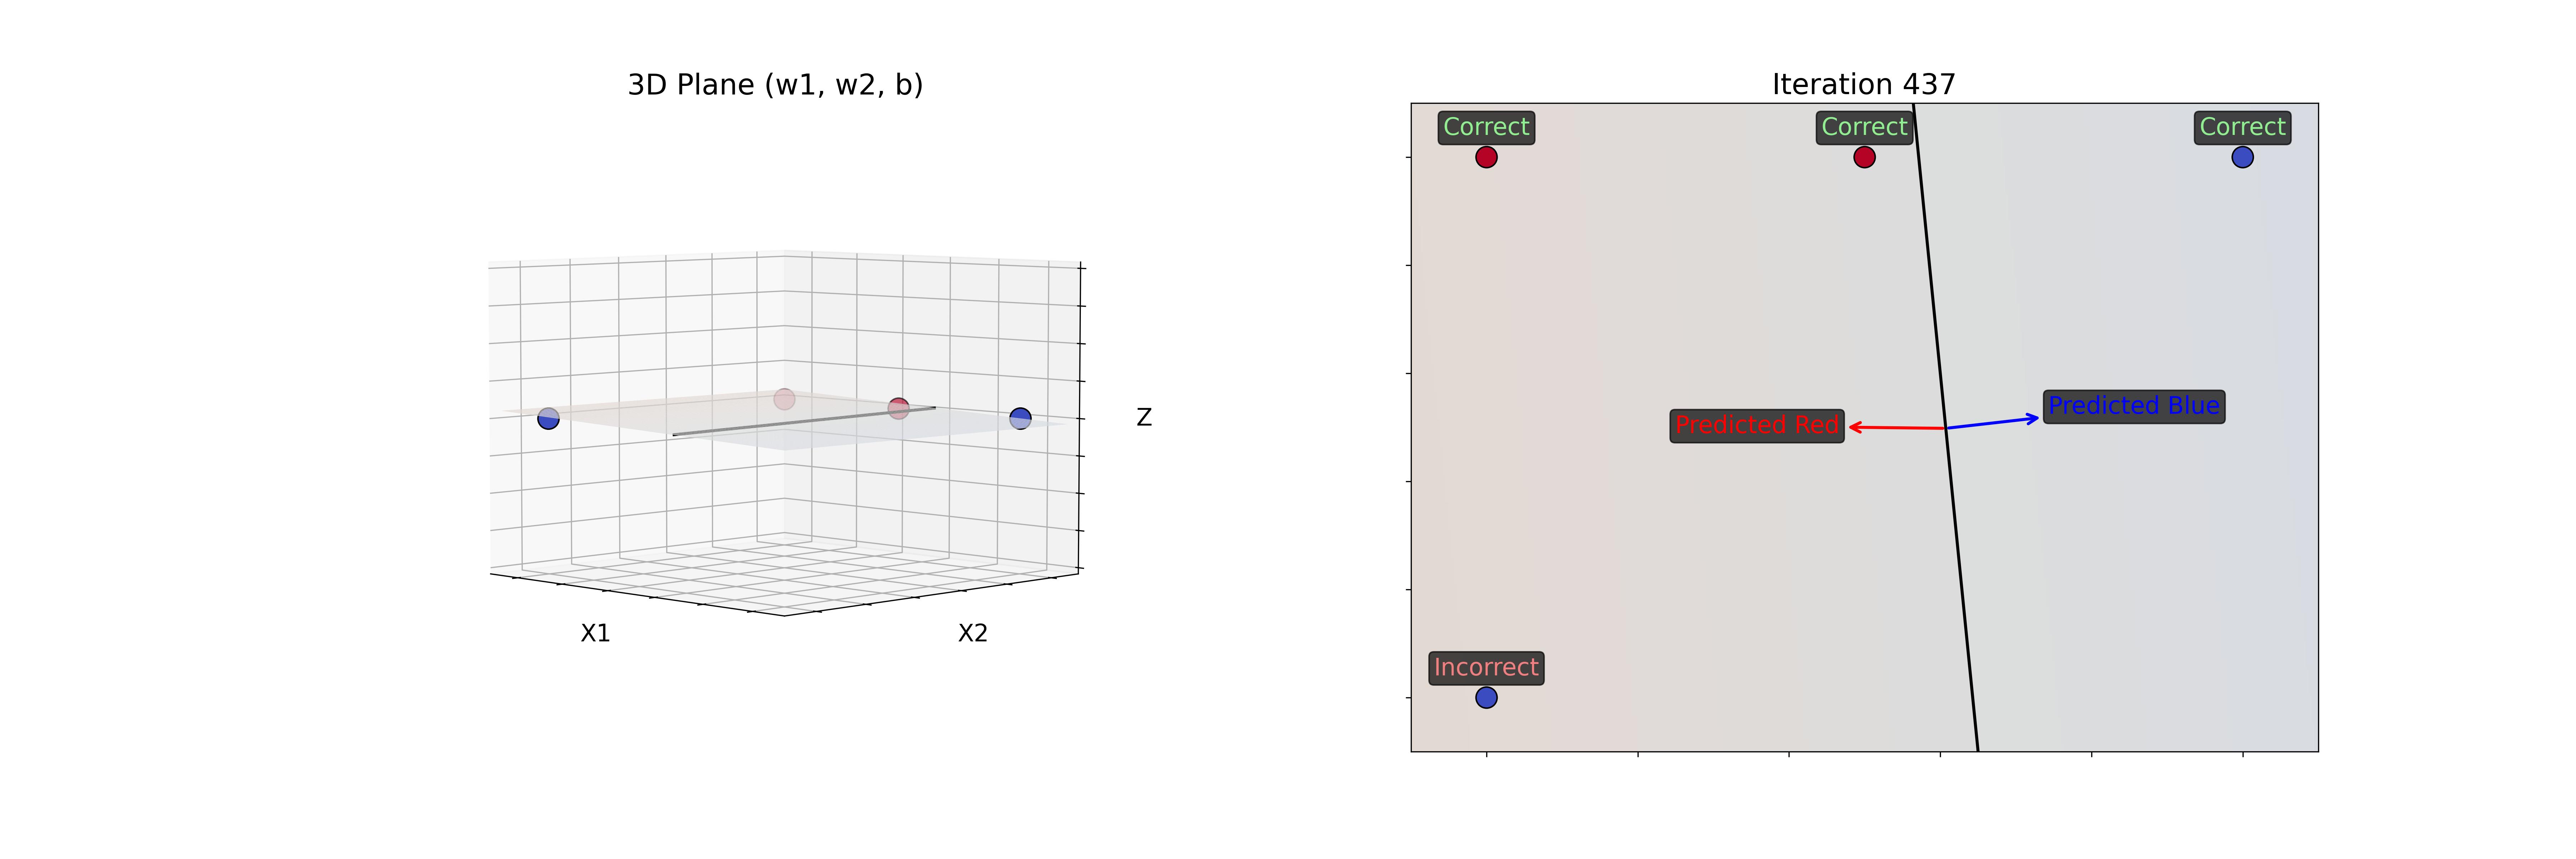 3D Plane (w1, w2, b)
X1
X2
Z
Iteration 437
Correct
Correct
Correct
Predicted Red
Predicted Blue
Incorrect